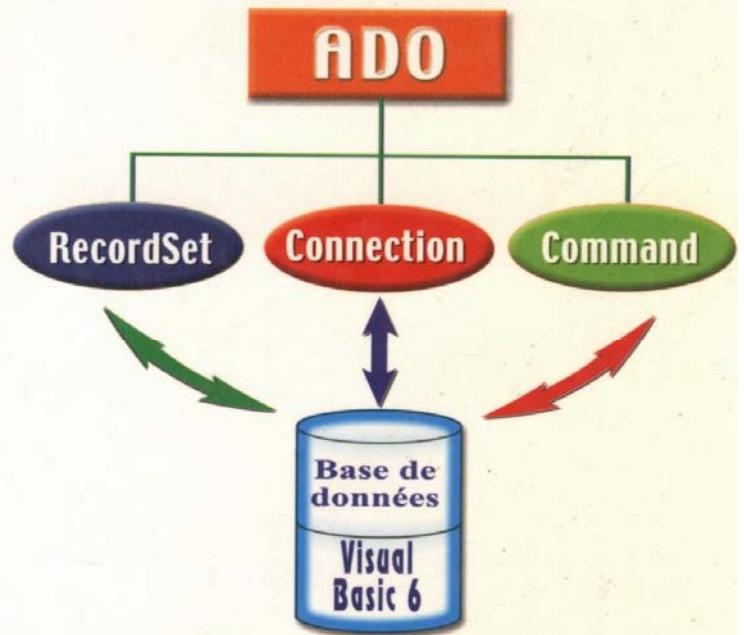 ADO
RecordSet
Connection
Command
Base de
données
Visual
Basic 6